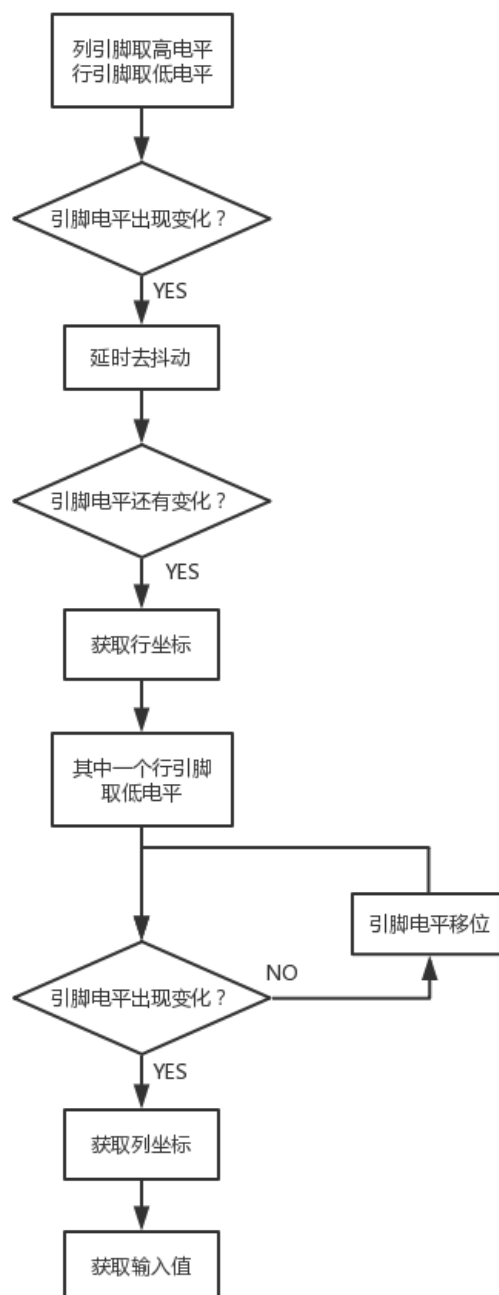 列引脚取高电平
行引脚取低电平
引脚电平出现变化？
YES
延时去抖动
引脚电平还有变化？
YES
获取行坐标
其中一个行引脚
取低电平
引脚电平移位
引脚电平出现变化？
NO
YES
获取列坐标
获取输入值